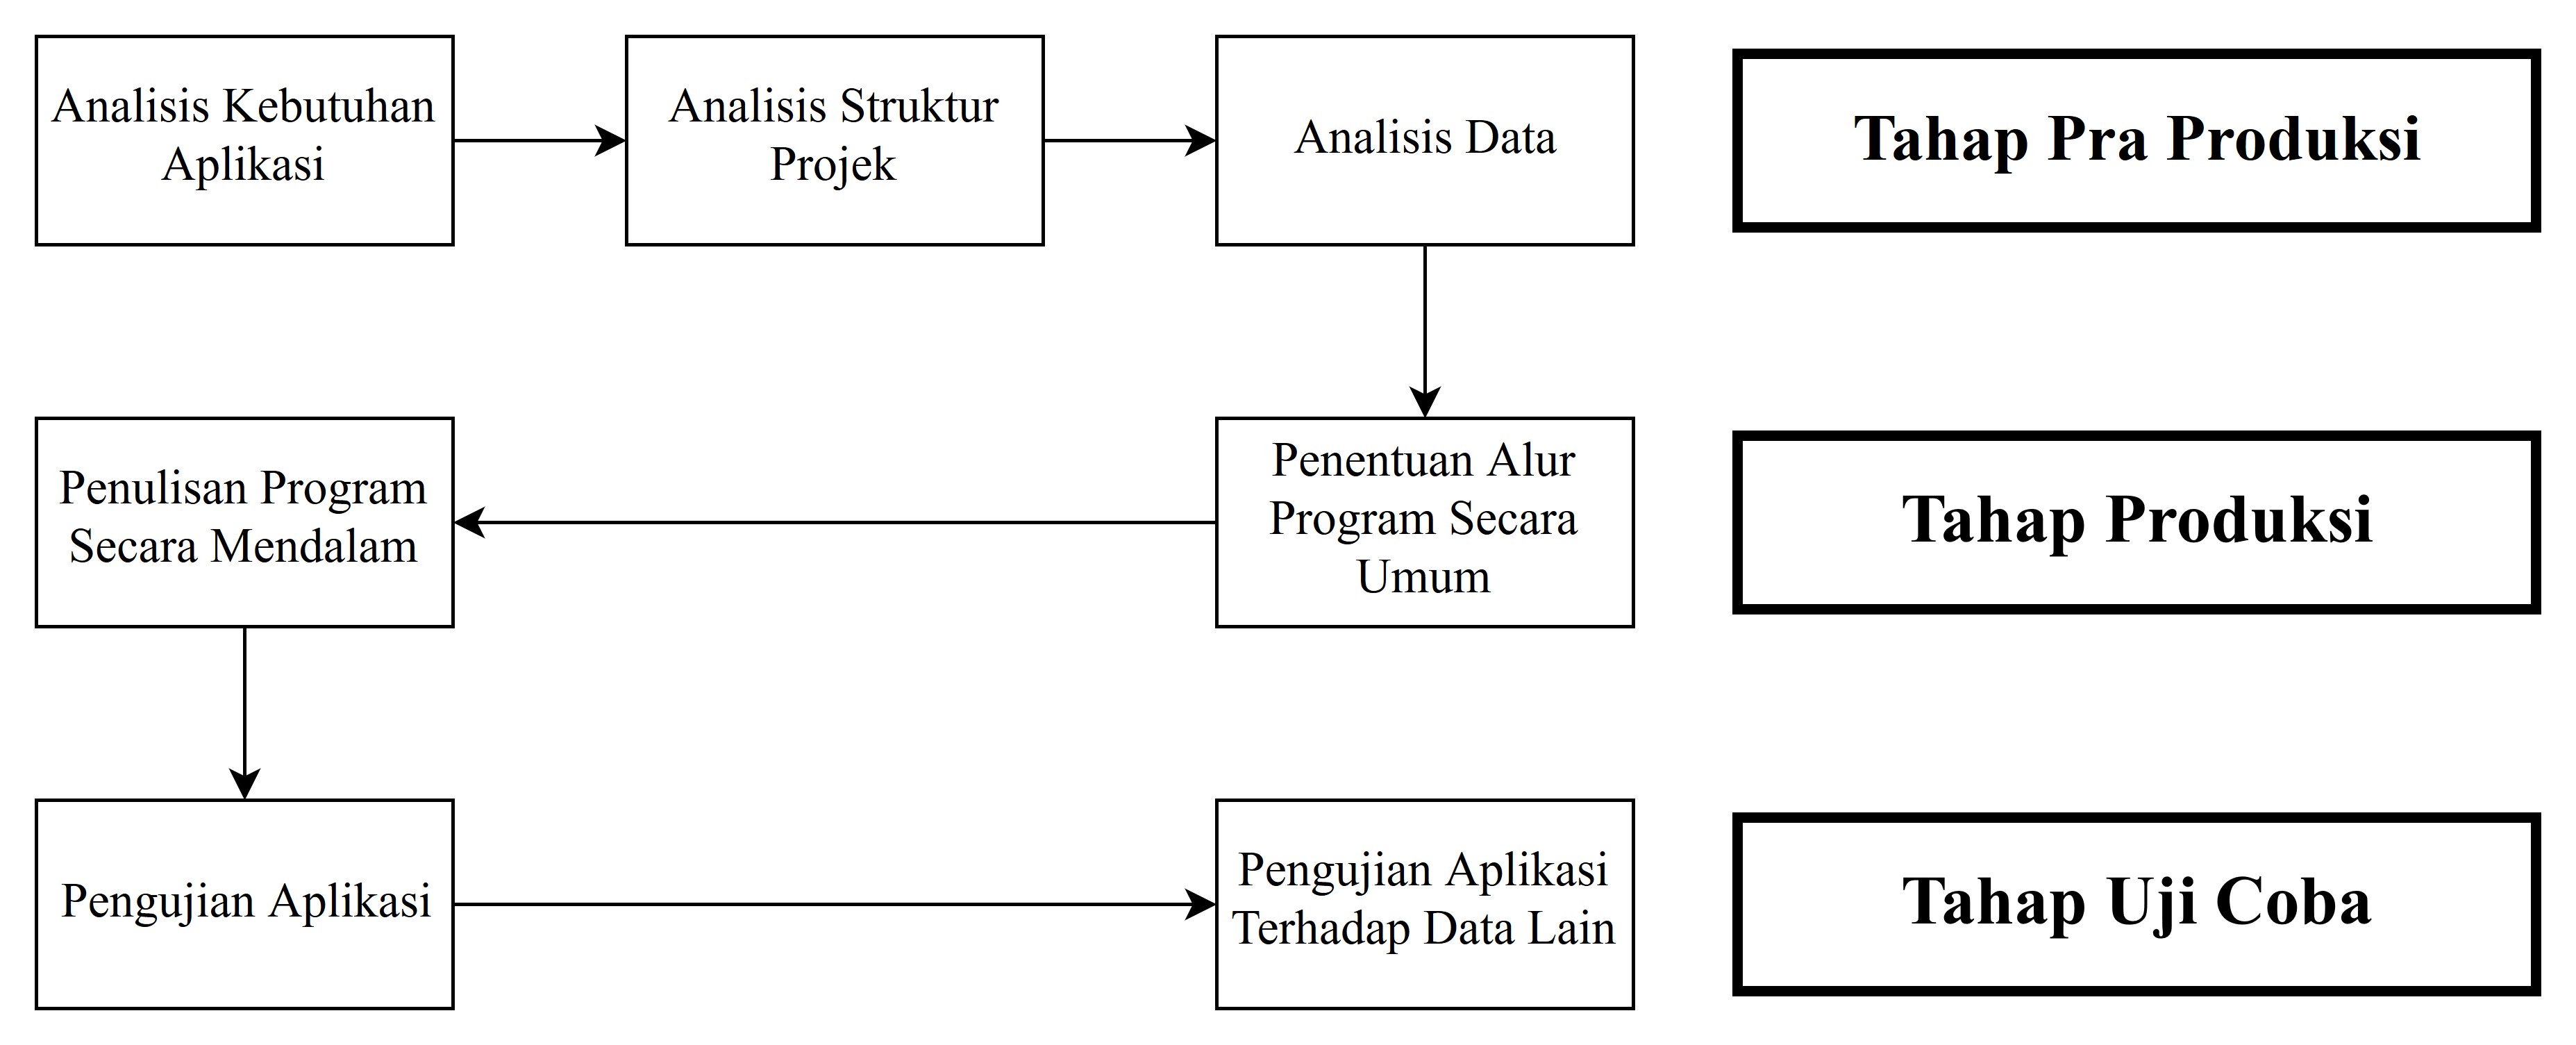 Analisis Kebutuhan
Aplikasi
Analisis Struktur
Projek
Analisis Data
Tahap Pra Produksi
Penulisan Program
Secara Mendalam
Penentuan Alur
Program Secara
Umum
Tahap Produksi
Pengujian Aplikasi
Pengujian Aplikasi
Terhadap Data Lain
Tahap Uji Coba